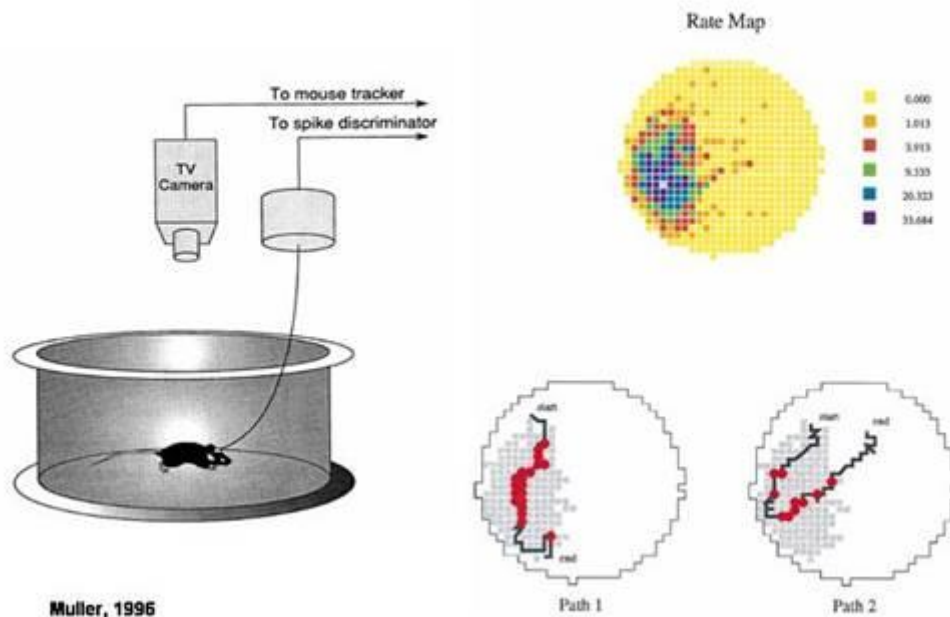 To mouse tracker
To spike discriminator
TV
Camera
Muller, 1996
Rate Map
0.000
1.013
3.913
9.333
20.323
33.684
start
end
Path 1
start
end
Path 2